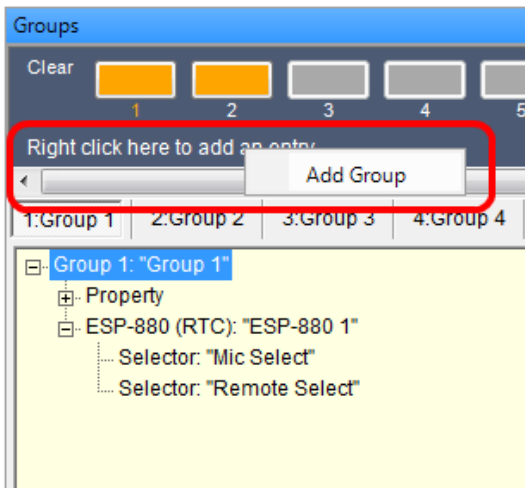 Groups
Clear
1 2 3 4 5
Right click here to add an entry
Add Group
1:Group 1 2:Group 2 3:Group 3 4:Group 4
Group 1: "Group 1"
Property
ESP-880 (RTC): "ESP-880 1"
Selector: "Mic Select"
Selector: "Remote Select"